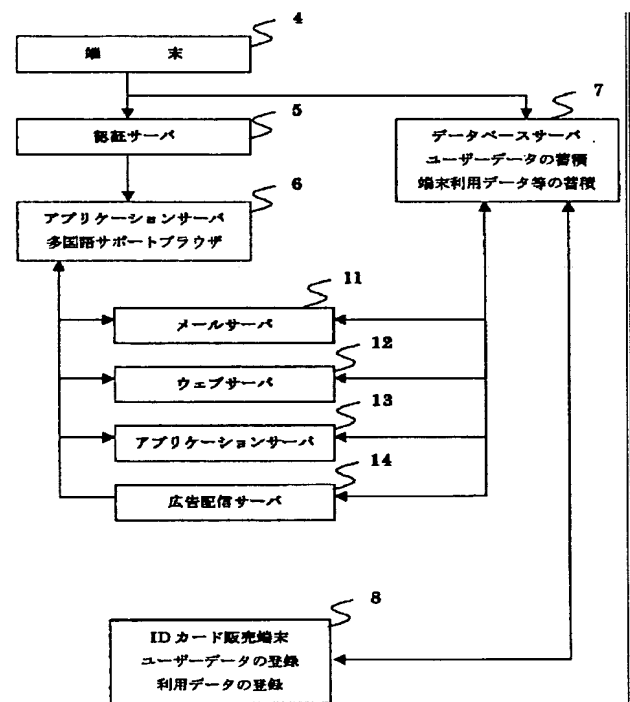 4
端 末
5
認証サーバ
7
データベースサーバ
ユーザーデータの蓄積
端末利用データ等の蓄積
6
アプリケーションサーバ
多国語サポートブラウザ
11
メールサーバ
12
ウェブサーバ
13
アプリケーションサーバ
14
広告配信サーバ
8
IDカード販売端末
ユーザーデータの登録
利用データの登録